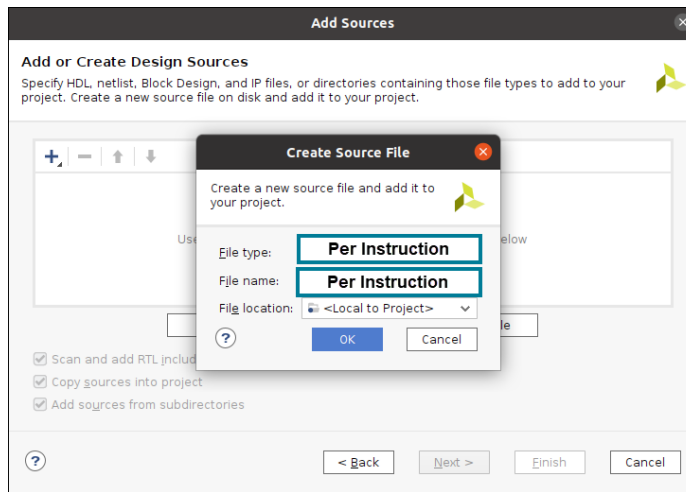 Add Sources
Add or Create Design Sources
Specify HDL, netlist, Block Design, and IP files, or directories containing those file types to add to your
project. Create a new source file on disk and add it to your project.
Create Source File
Create a new source file and add it to
your project.
Use
elow
File type: Per Instruction
File name: Per Instruction
File location: <Local to Project>
le
? OK Cancel
Scan and add RTL includ
Copy sources into project
Add sources from subdirectories
? < Back Next > Finish Cancel